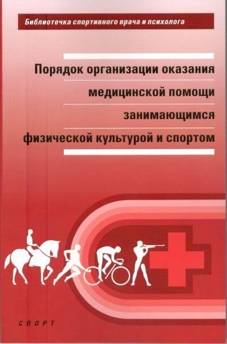 Библиотечка спортивного врача и психолога
Порядок организации оказания
медицинской помощи
занимающимся
физической культурой и спортом
СПОРТ